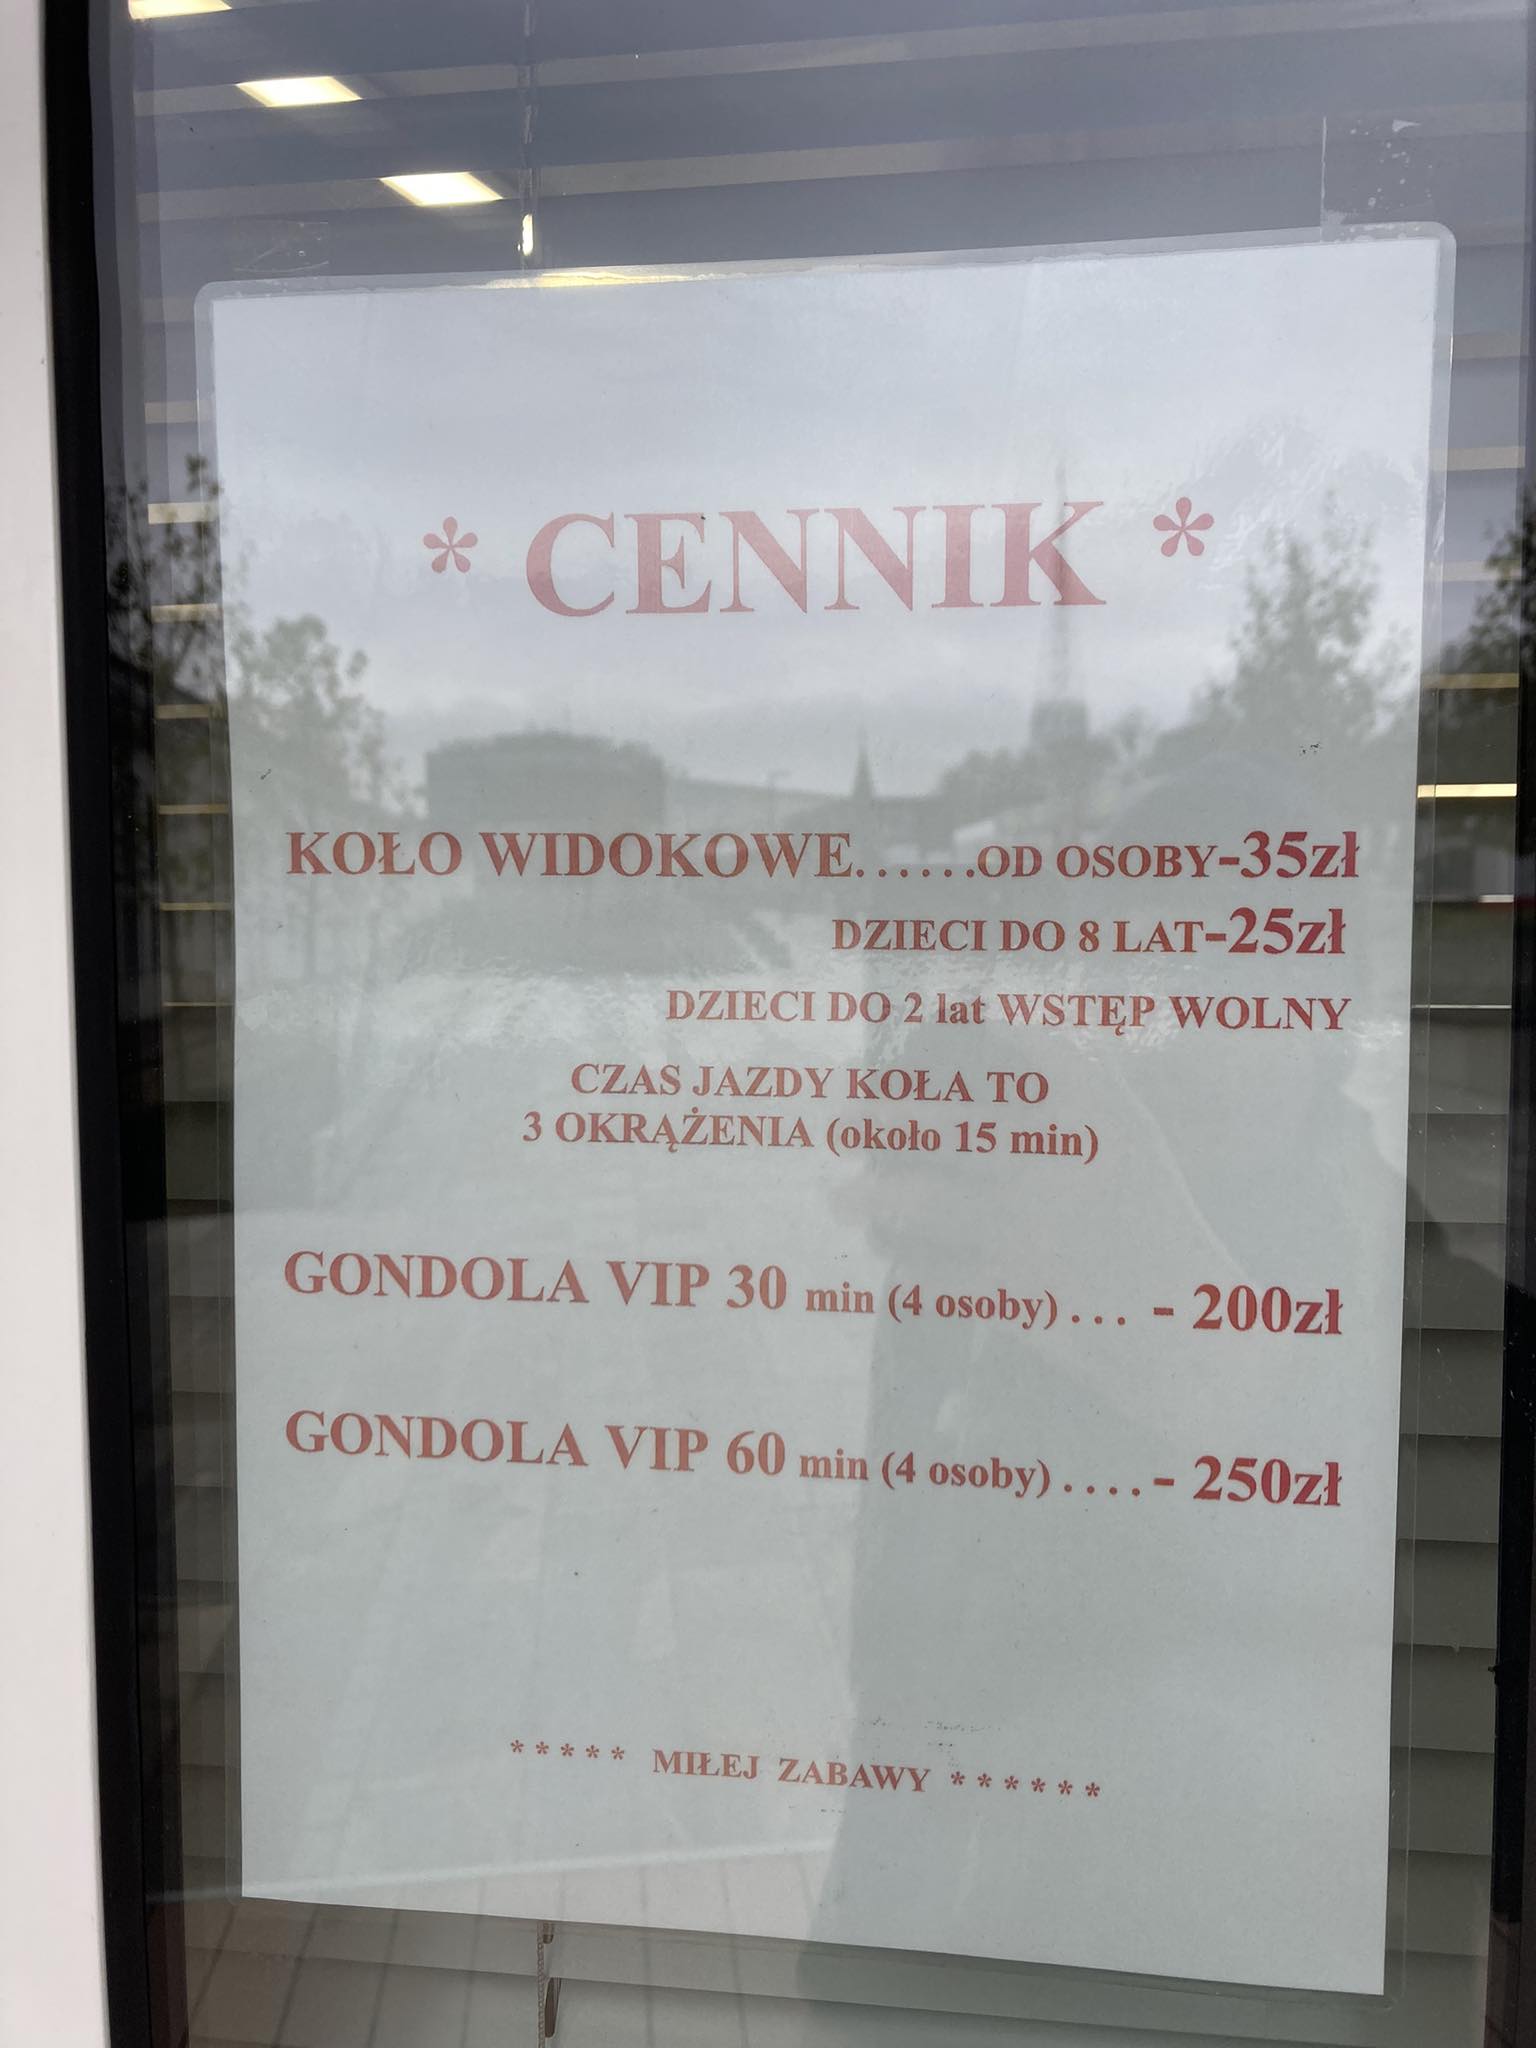 * CENNIK *
KOŁO WIDOKOWE......OD OSOBY-35zł
DZIECI DO 8 LAT-25zł
DZIECI DO 2 lat WSTĘP WOLNY
CZAS JAZDY KOŁA TO
3 OKRĄŻENIA (około 15 min)
GONDOLA VIP 30 min (4 osoby) ... - 200zł
GONDOLA VIP 60 min (4 osoby) .... - 250zł
***** MIŁEJ ZABAWY ******